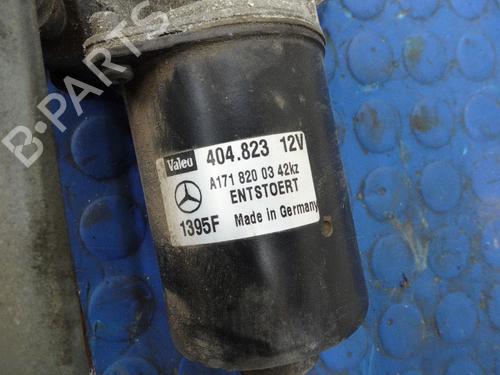 B-PARTS
Valeo 404.823 12V
A171 820 03 42kz
ENTSTOERT
1395F Made in Germany